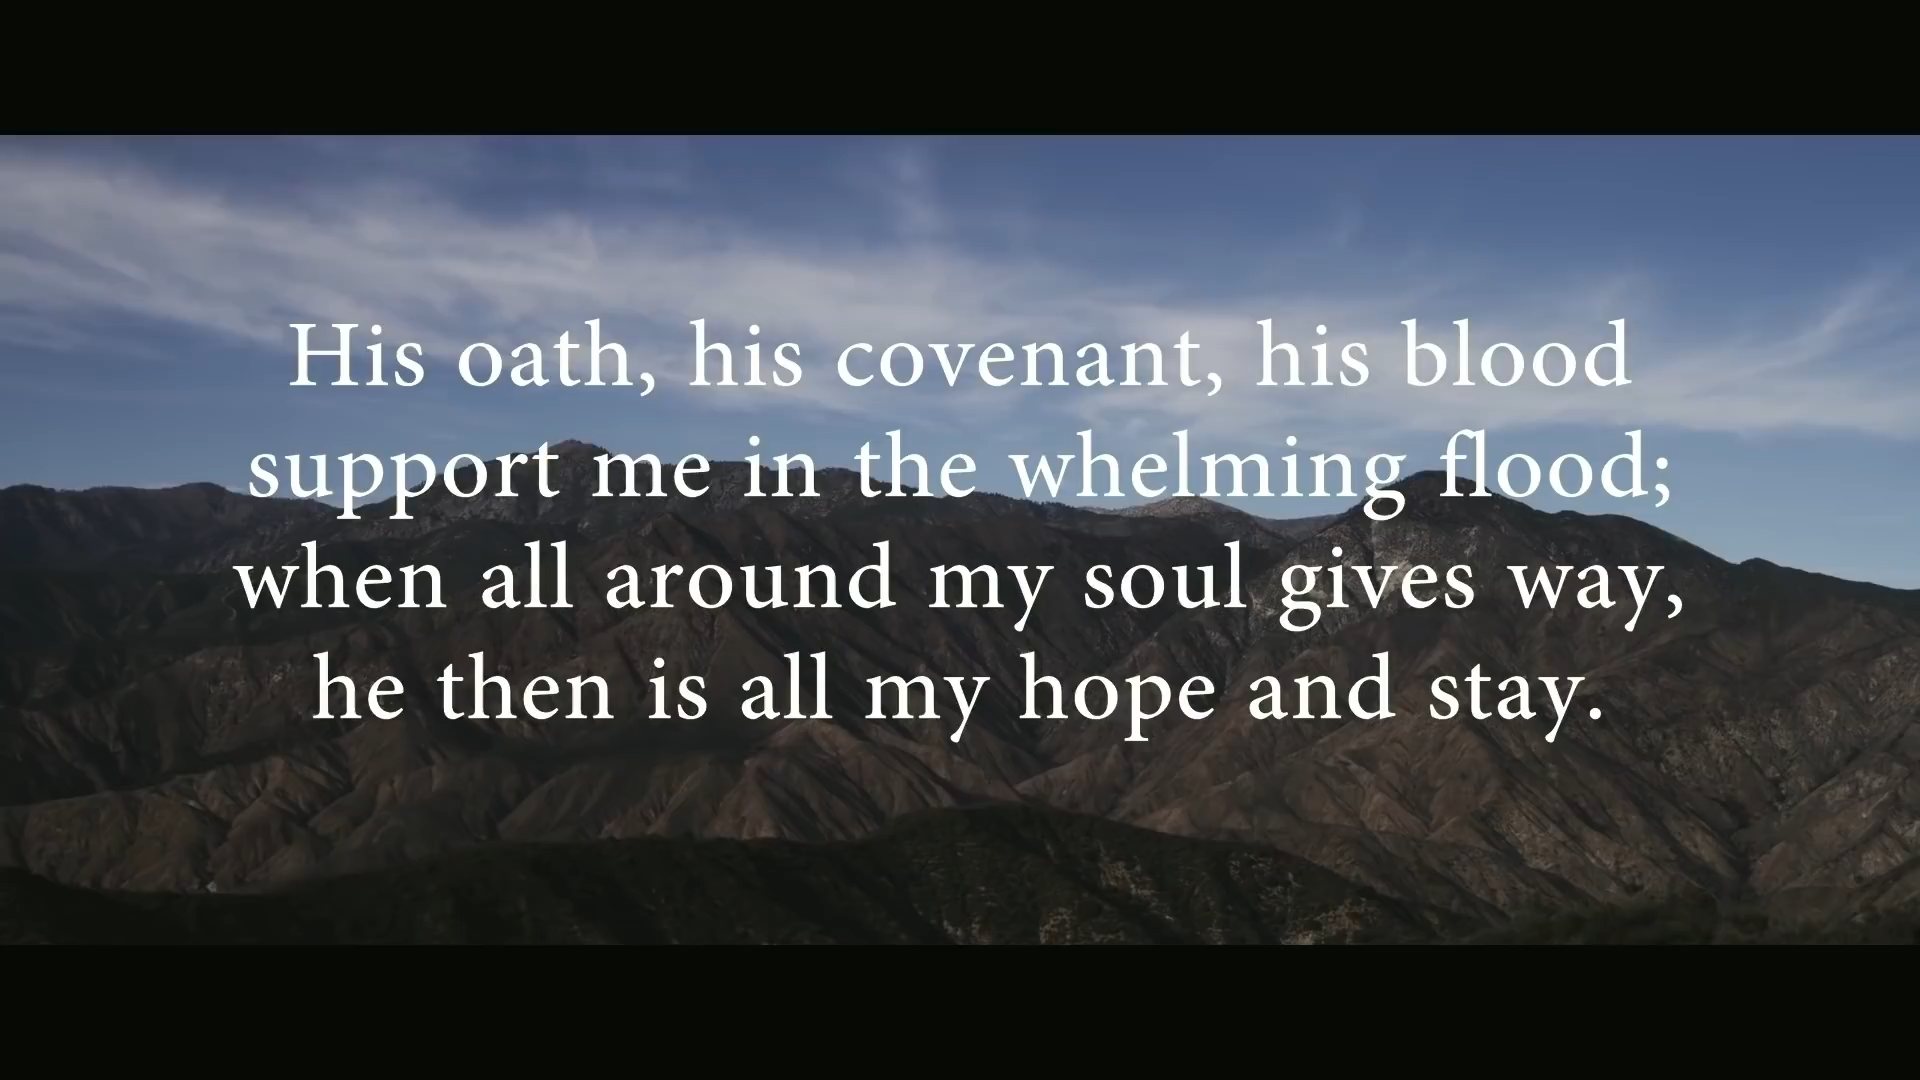 His oath, his covenant, his blood
support me in the whelming flood;
when all around my soul gives way,
he then is all my hope and stay.